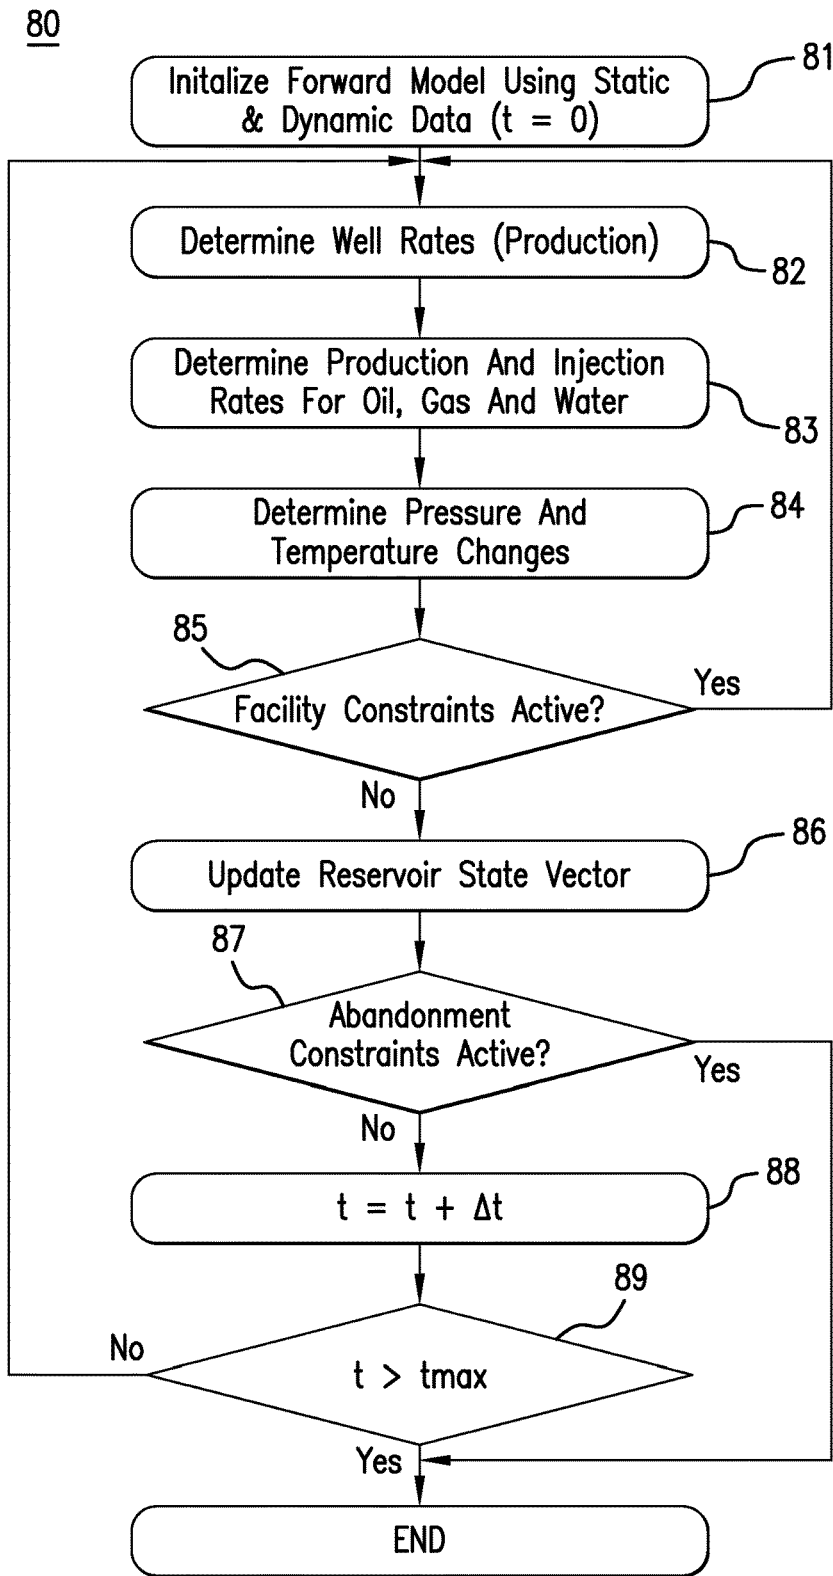 80
Initalize Forward Model Using Static
& Dynamic Data (t = 0)
81
Determine Well Rates (Production)
82
Determine Production And Injection
Rates For Oil, Gas And Water
83
Determine Pressure And
Temperature Changes
84
85
Facility Constraints Active?
Yes
No
Update Reservoir State Vector
86
87
Abandonment
Constraints Active?
Yes
No
t = t + Δt
88
89
No
t > tmax
Yes
END